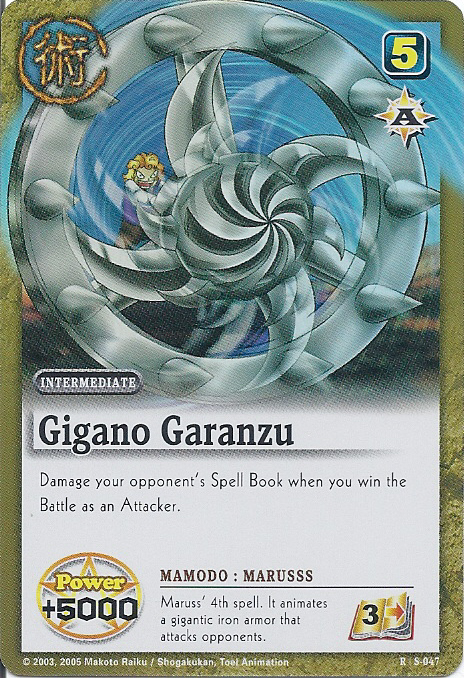 術
5
A
INTERMEDIATE
Gigano Garanzu
Damage your opponent's Spell Book when you win the
Battle as an Attacker.
Power
+5000
MAMODO : MARUSSS
Maruss' 4th spell. It animates
a gigantic iron armor that
attacks opponents.
3
© 2003, 2005 Makoto Raiku / Shogakukan, Toei Animation
R S-047